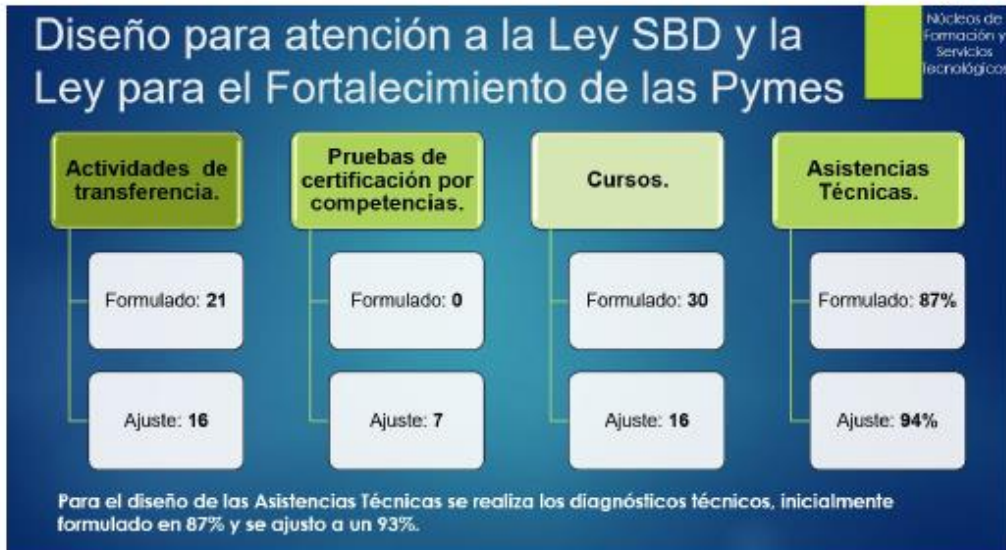 Diseño para atención a la Ley SBD y la
Ley para el Fortalecimiento de las Pymes
Núcleos de
Formación y
Servicios
Tecnológicos
Actividades de
transferencia.
Formulado: 21
Ajuste: 16
Pruebas de
certificación por
competencias.
Formulado: 0
Ajuste: 7
Cursos.
Formulado: 30
Ajuste: 16
Asistencias
Técnicas.
Formulado: 87%
Ajuste: 94%
Para el diseño de las Asistencias Técnicas se realiza los diagnósticos técnicos, inicialmente
formulado en 87% y se ajusto a un 93%.